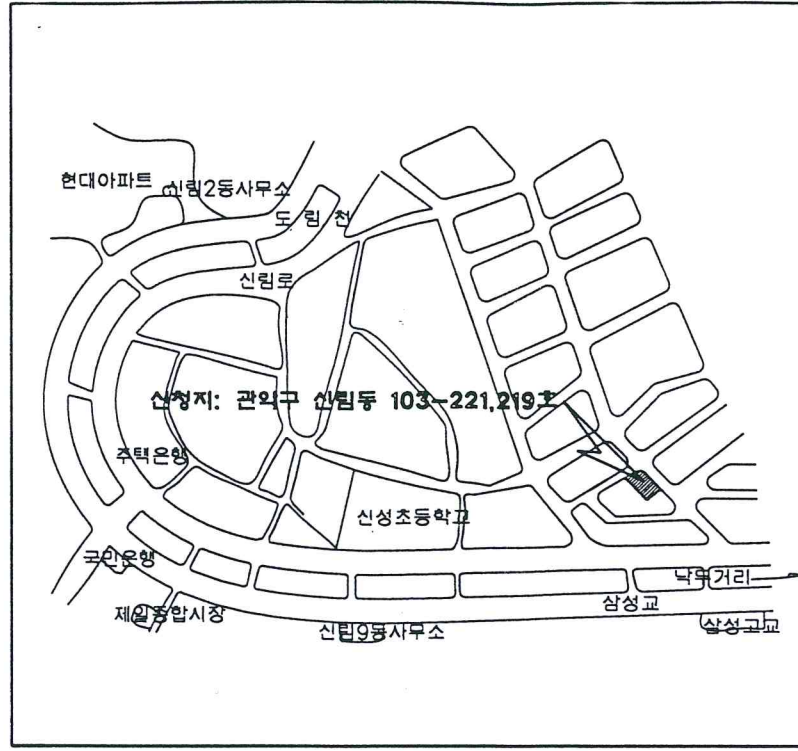 현대아파트
신림2동사무소
도 림 천
신림로
신청지: 관악구 신림동 103-221,219호
주택은행
신성초등학교
국민은행
낙두거리
제일종합시장
삼성교
신림9동사무소
삼성고교